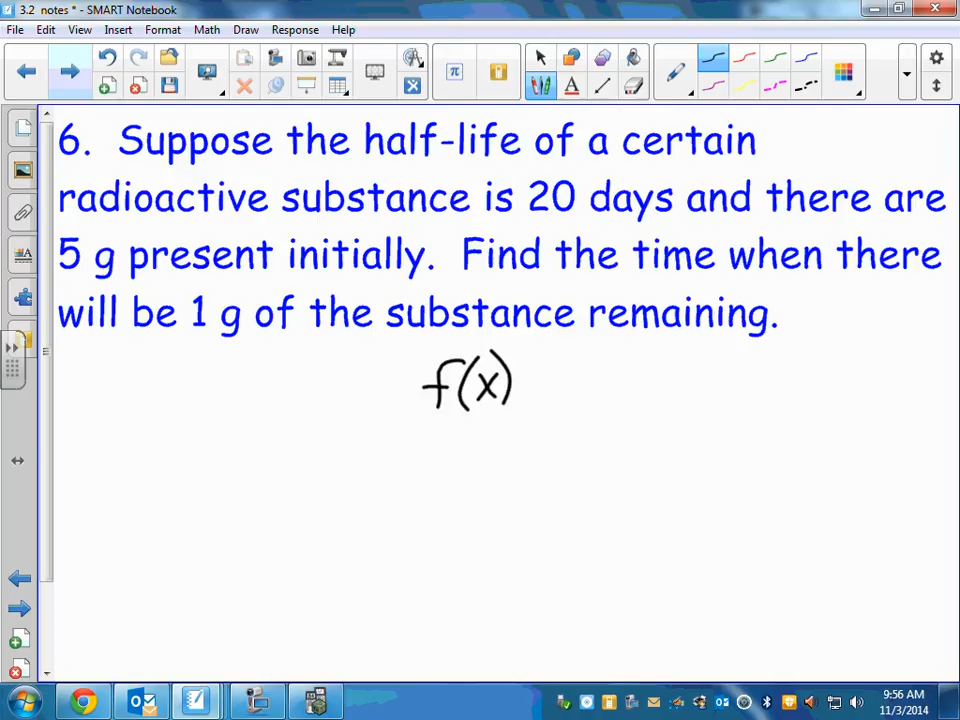 3.2 notes * - SMART Notebook
File Edit View Insert Format Math Draw Response Help
6. Suppose the half-life of a certain
radioactive substance is 20 days and there are
5 g present initially. Find the time when there
will be 1 g of the substance remaining.
f(x)
9:56 AM
11/3/2014